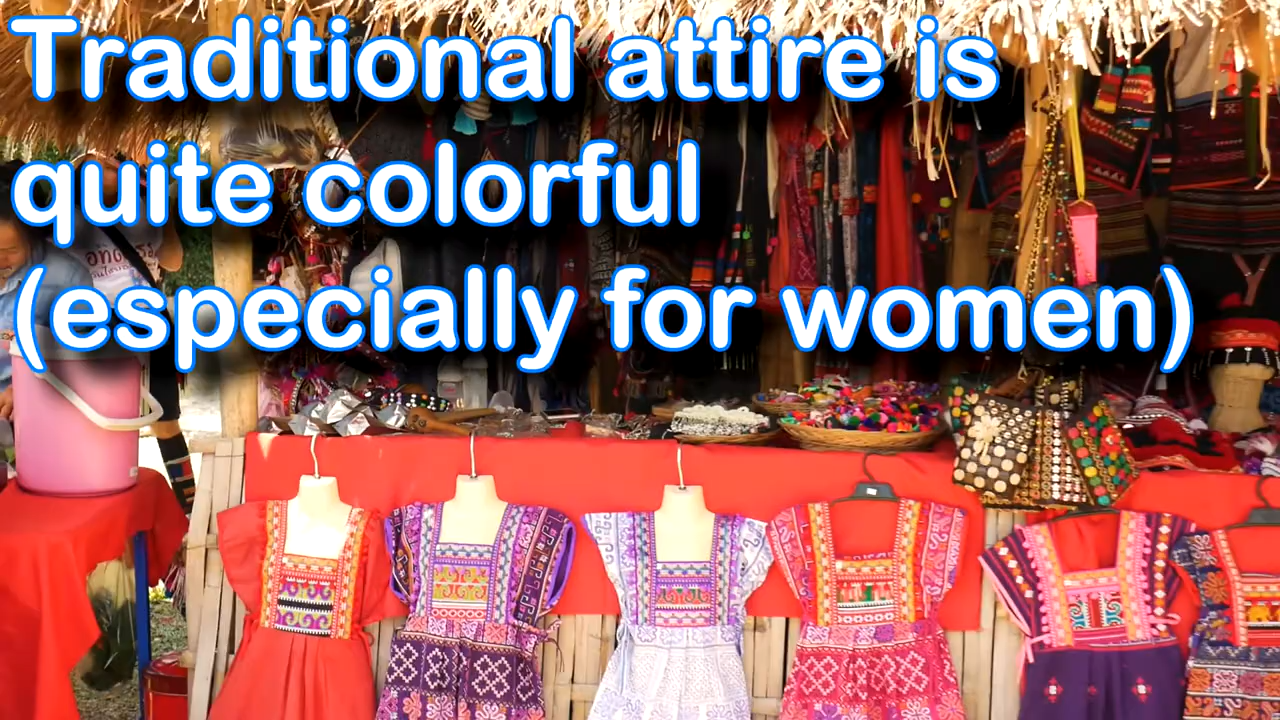 Traditional attire is
quite colorful
(especially for women)